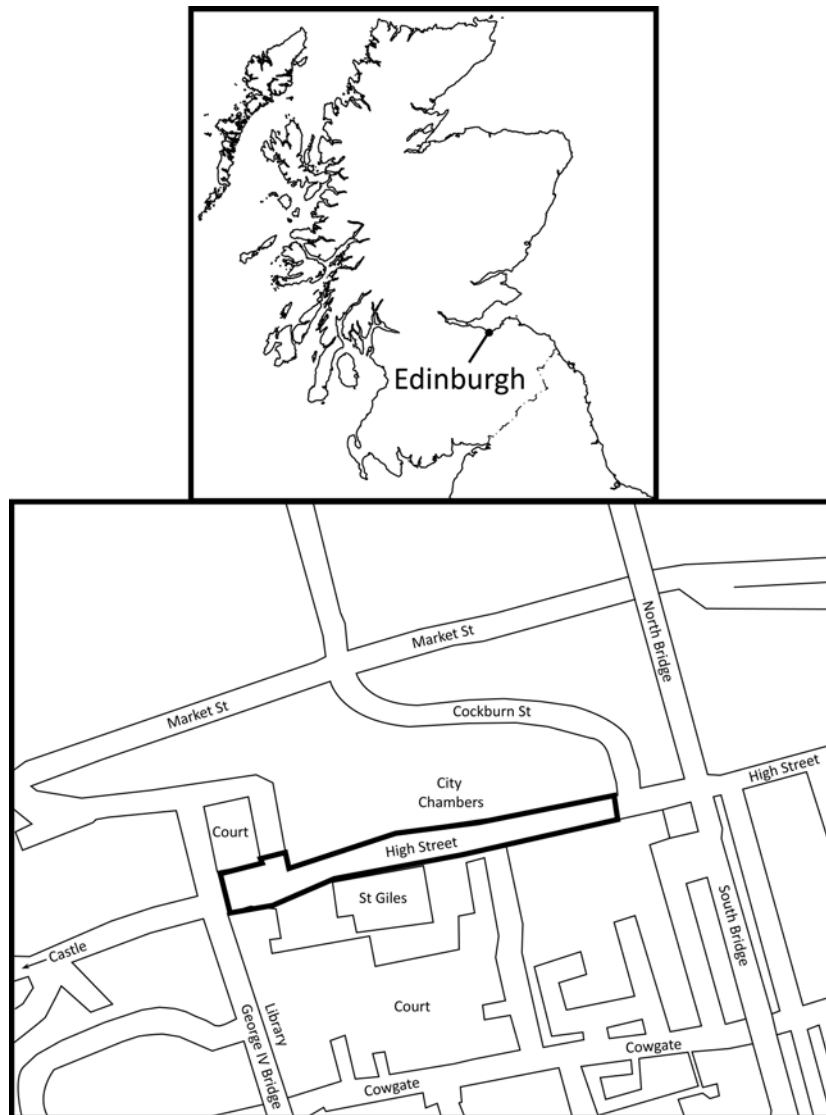 Edinburgh
Market St
North Bridge
Market St
Cockburn St
High Street
City
Chambers
Court
High Street
St Giles
South Bridge
Castle
Court
Library
George IV Bridge
Cowgate
Cowgate